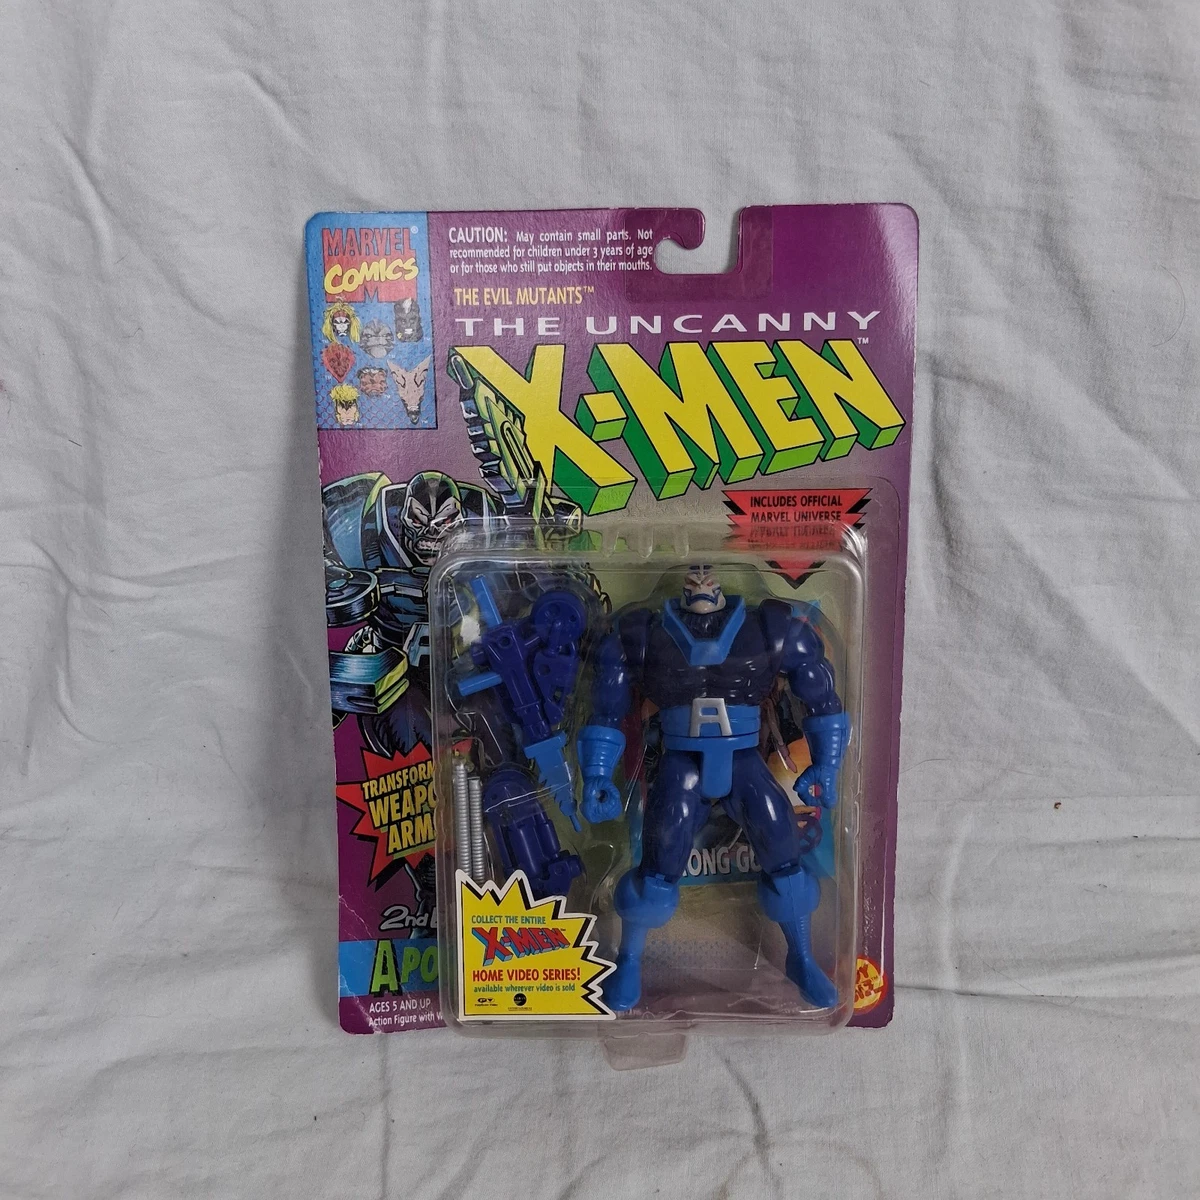 MARVEL®
COMICS
M
CAUTION: May contain small parts. Not
recommended for children under 3 years of age
or for those who still put objects in their mouths.
THE EVIL MUTANTS™
THE UNCANNY
X-MEN™
INCLUDES OFFICIAL
MARVEL UNIVERSE
A
A
TRANSFORM
WEAPO
ARM
ONG G
2nd
APO
AGES 5 AND UP
Action Figure with W
COLLECT THE ENTIRE
X-MEN™
HOME VIDEO SERIES!
available wherever video is sold